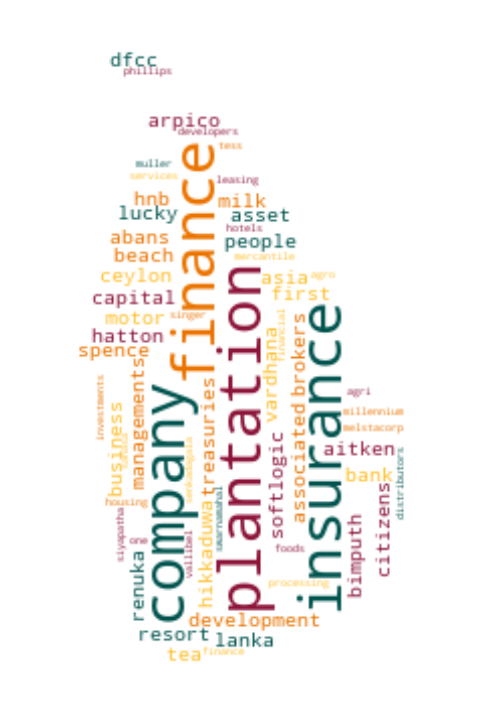 dfcc
phillips
arpico
developers
tess
finance
muller
services
leasing
hnb
milk
lucky
asset
hotels
abans
people
beach
mercantile
ceylon
asia
agro
plantation
capital
first
insurance
motor
singer
financial
hatton
vardhana
brokers
spence
managements
treasuries
investments
company
agri
business
millennium
associated
melstacorp
softlogic
aitken
senkadagala
bank
distributors
citizens
hikkaduwa
swarnamahal
housing
siyapatha
bimputh
vallibel
one
foods
renuka
processing
development
resort
lanka
tea
finance